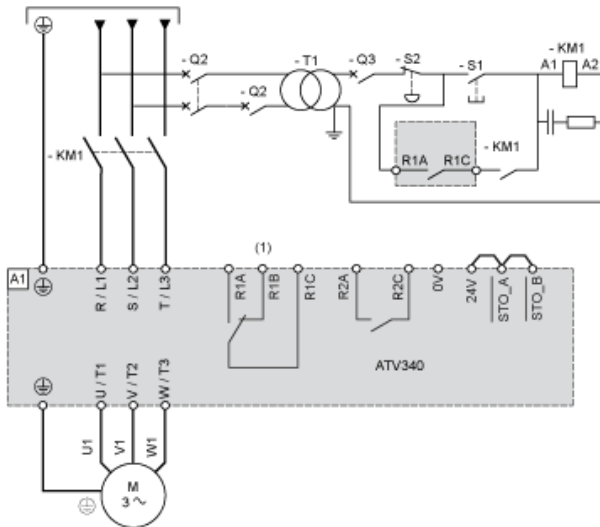 - Q2
- T1
- Q3
- S2
- S1
- KM1
A1
A2
- Q2
- KM1
R1A
R1C
- KM1
(1)
A1
R / L1
S / L2
T / L3
R1A
R1B
R1C
R2A
R2C
0V
24V
STO_A
STO_B
ATV340
U / T1
V / T2
W / T3
U1
V1
W1
M
3 ~